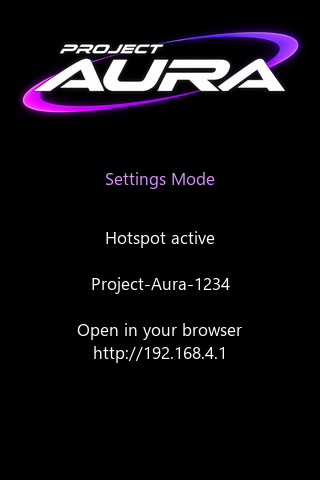 PROJECT
AURA
Settings Mode
Hotspot active
Project-Aura-1234
Open in your browser
http://192.168.4.1